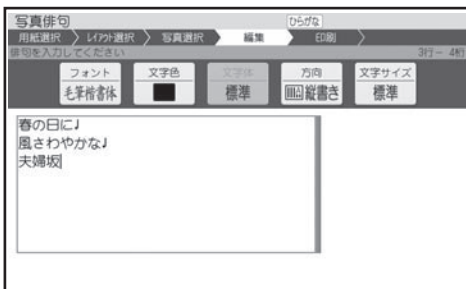 写真俳句
ひらがな
用紙選択 〉 ﾚｲｱｳﾄ選択 〉 写真選択 〉 編集 〉 印刷 〉
俳句を入力してください
3行－ 4桁
フォント 文字色 文字体 方向 文字サイズ
毛筆楷書体 標準 縦書き 標準
春の日に↲
風さわやかな↲
夫婦坂